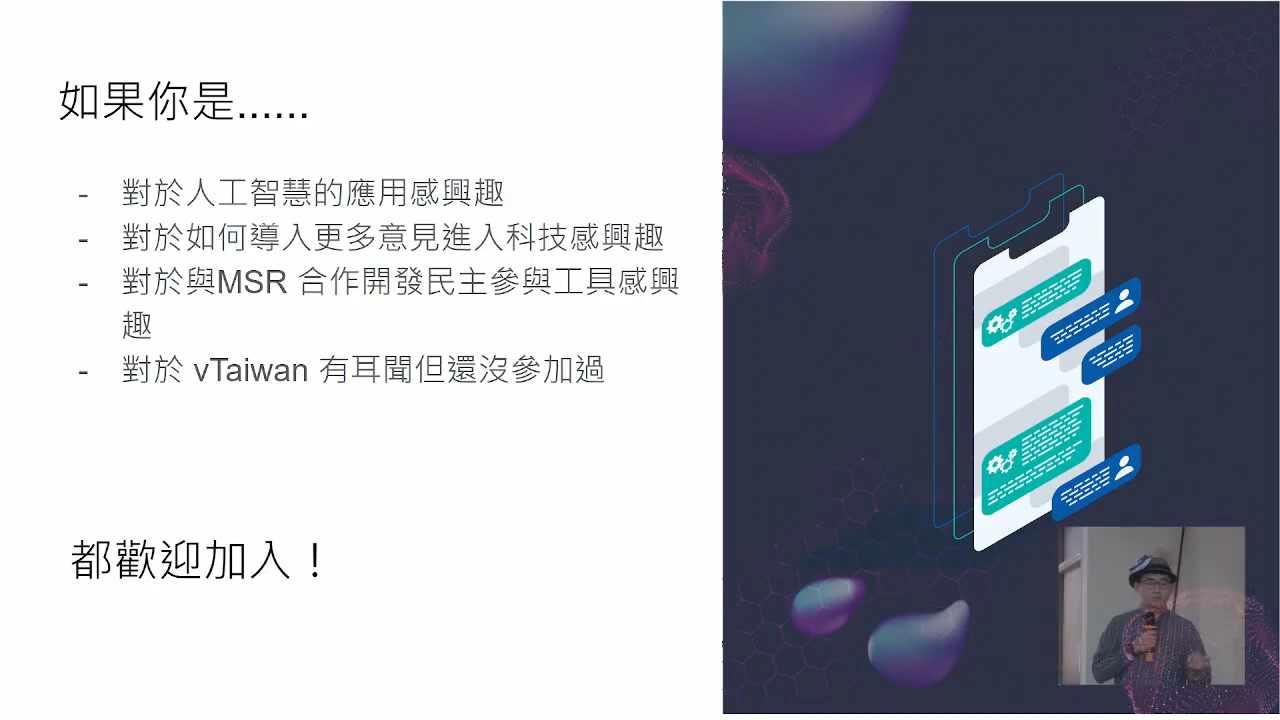 如果你是......
- 對於人工智慧的應用感興趣
- 對於如何導入更多意見進入科技感興趣
- 對於與MSR 合作開發民主參與工具感興
趣
- 對於 vTaiwan 有耳聞但還沒參加過
都歡迎加入！